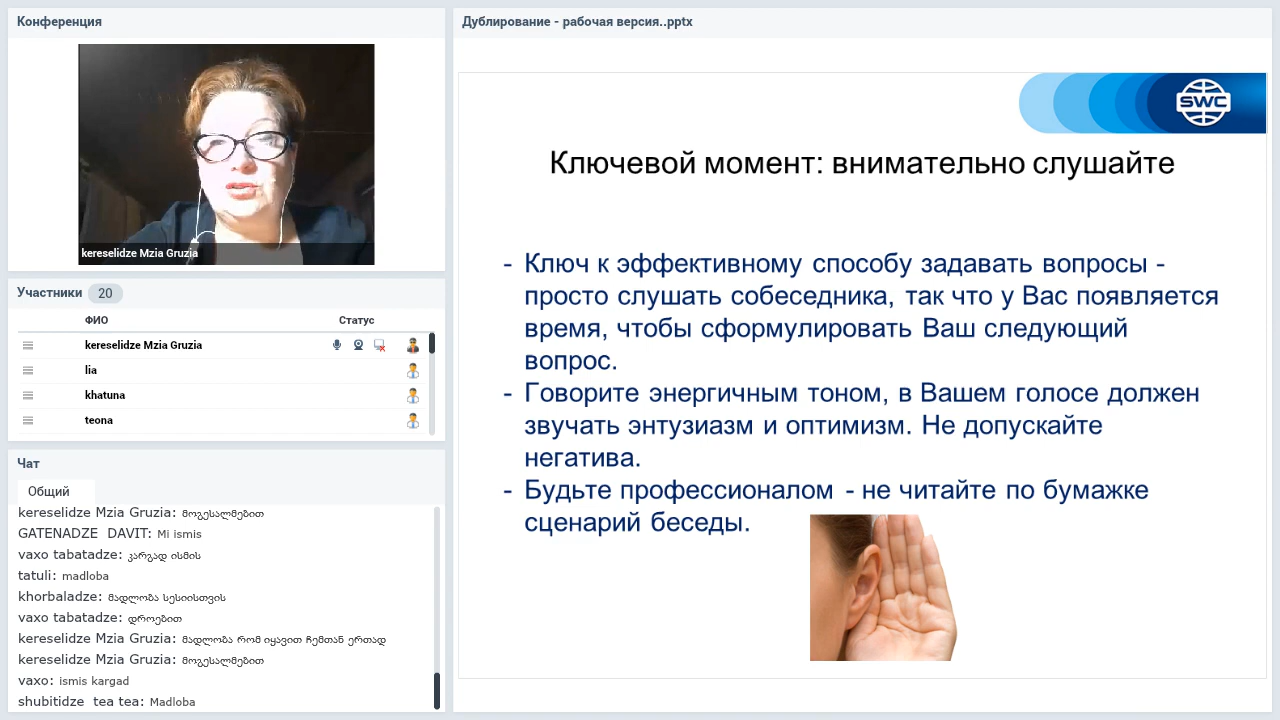 Конференция
kereselidze Mzia Gruzia
Участники 20
ФИО Статус
kereselidze Mzia Gruzia
lia
khatuna
teona
Чат
Общий
kereselidze Mzia Gruzia: მოგესალმებით
GATENADZE DAVIT: Mi ismis
vaxo tabatadze: კარგად ისმის
tatuli: madloba
khorbaladze: მადლობა სესიისთვის
vaxo tabatadze: დროებით
kereselidze Mzia Gruzia: მადლობა რომ იყავით ჩემთან ერთად
kereselidze Mzia Gruzia: მოგესალმებით
vaxo: ismis kargad
shubitidze tea tea: Madloba
Дублирование - рабочая версия..pptx
SWC
Ключевой момент: внимательно слушайте
- Ключ к эффективному способу задавать вопросы -
просто слушать собеседника, так что у Вас появляется
время, чтобы сформулировать Ваш следующий
вопрос.
- Говорите энергичным тоном, в Вашем голосе должен
звучать энтузиазм и оптимизм. Не допускайте
негатива.
- Будьте профессионалом - не читайте по бумажке
сценарий беседы.